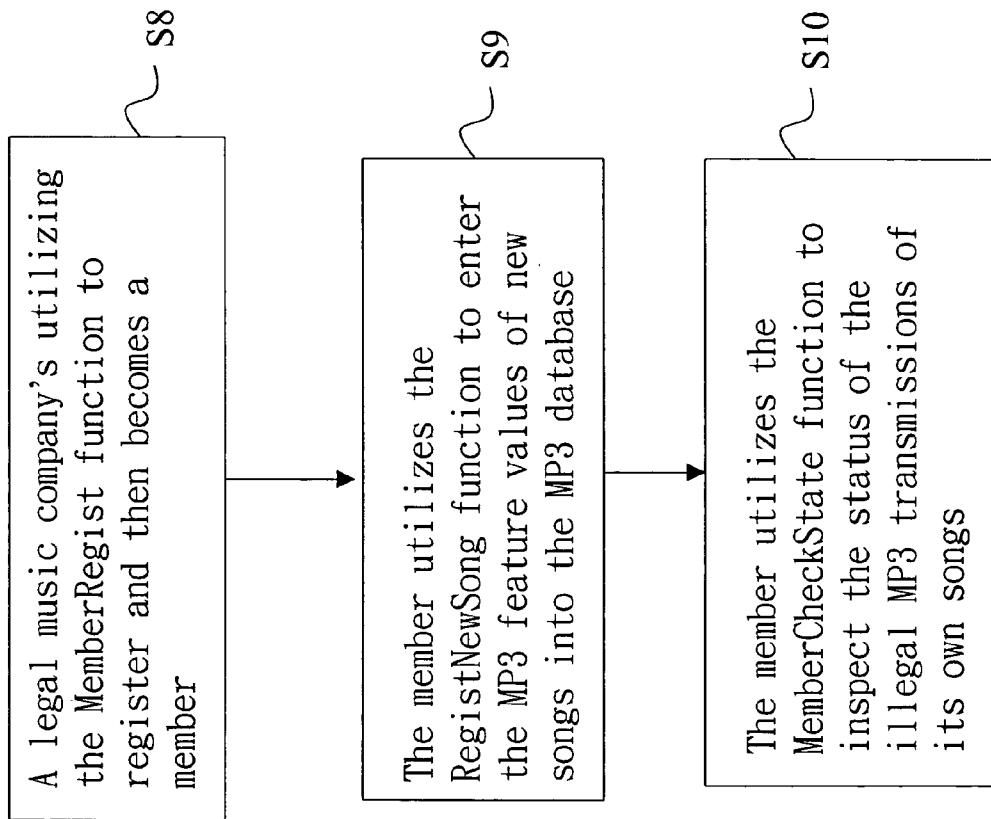 A legal music company's utilizing
the MemberRegist function to
register and then becomes a
member
S8
The member utilizes the
RegistNewSong function to enter
the MP3 feature values of new
songs into the MP3 database
S9
The member utilizes the
MemberCheckState function to
inspect the status of the
illegal MP3 transmissions of
its own songs
S10